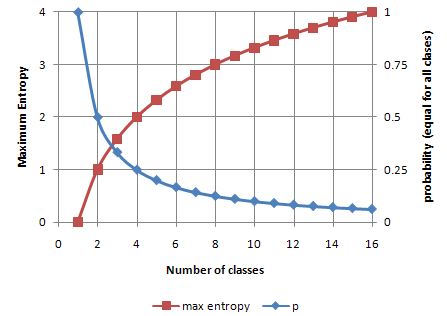 4
3
2
1
0
Maximum Entropy
1
0.75
0.5
0.25
0
probability (equal for all clases)
0 2 4 6 8 10 12 14 16
Number of classes
max entropy p